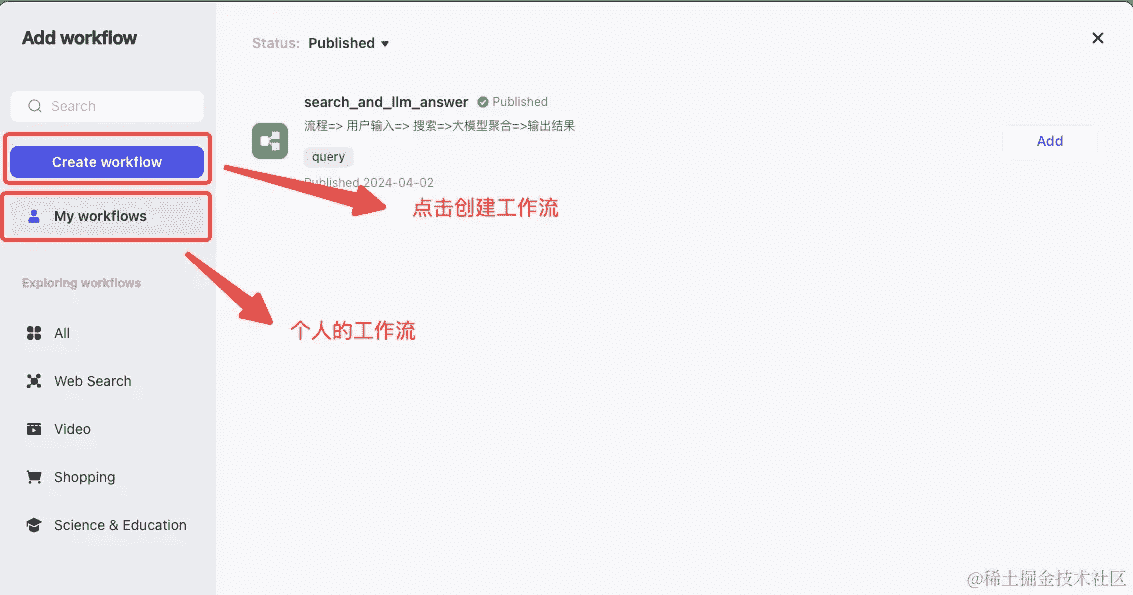 Add workflow
Search
Create workflow
My workflows
Exploring workflows
All
Web Search
Video
Shopping
Science & Education
Status: Published
search_and_llm_answer Published
流程=> 用户输入=> 搜索=>大模型聚合=>输出结果
query
Published 2024-04-02
Add
点击创建工作流
个人的工作流
@稀土掘金技术社区